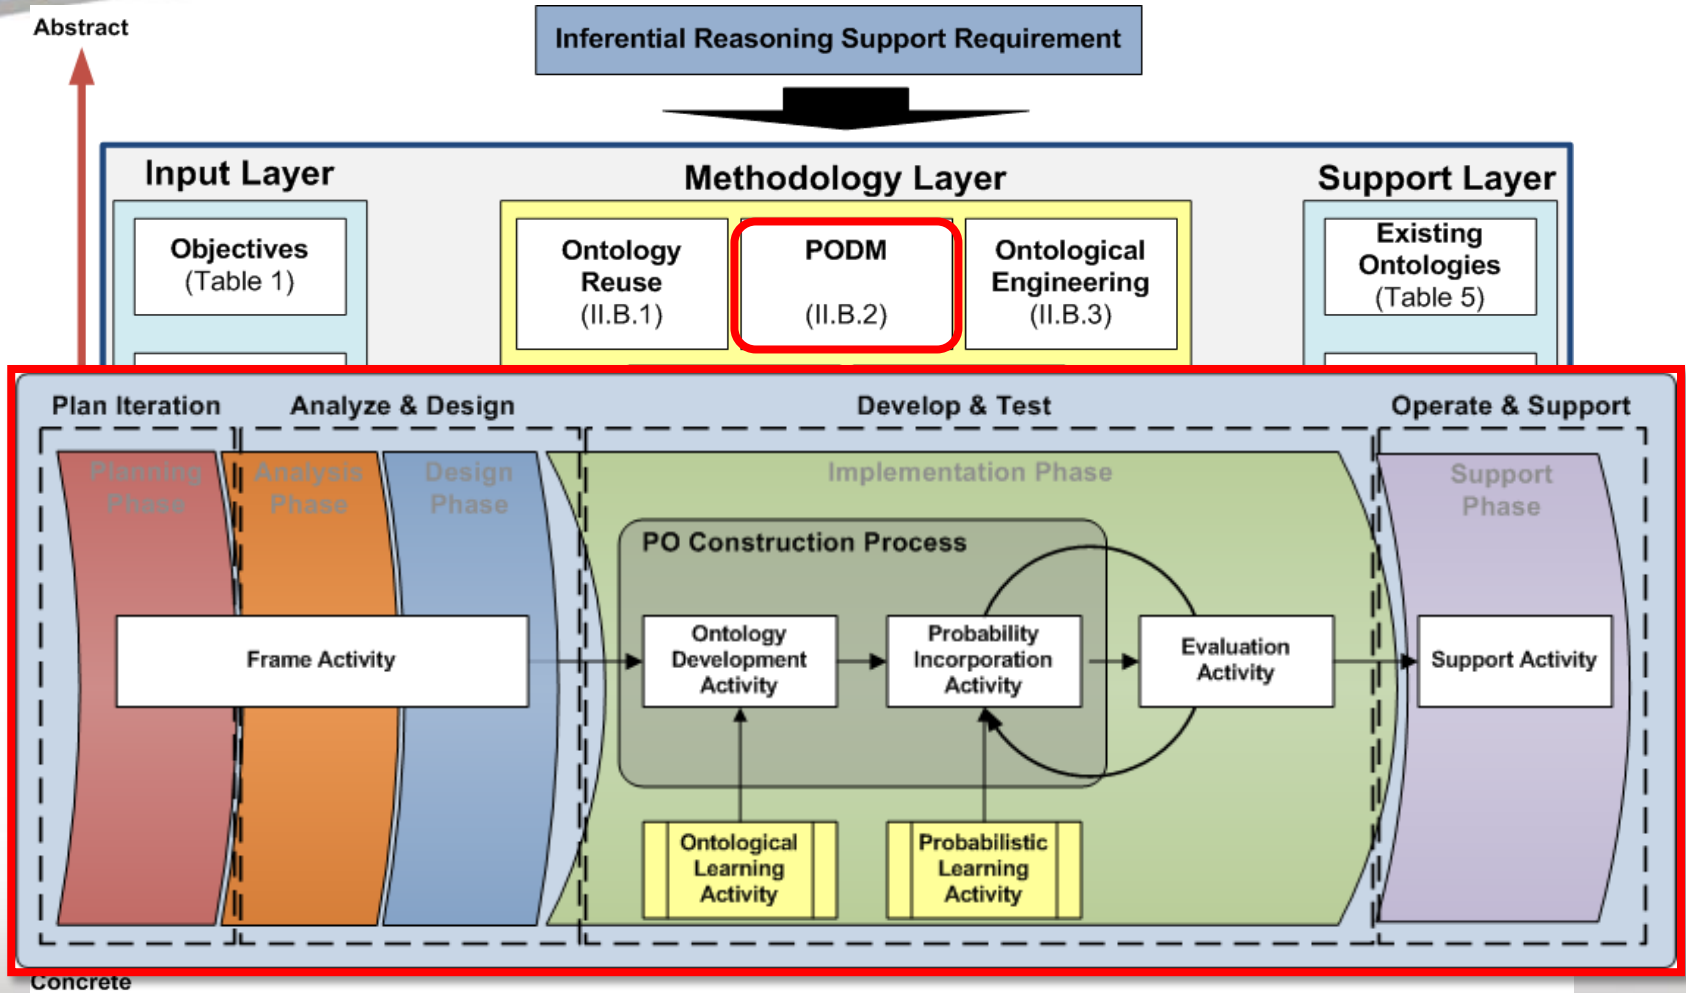 Abstract
Inferential Reasoning Support Requirement
Input Layer
Methodology Layer
Support Layer
Objectives
(Table 1)
Ontology
Reuse
(II.B.1)
PODM
(II.B.2)
Ontological
Engineering
(II.B.3)
Existing
Ontologies
(Table 5)
Plan Iteration
Analyze & Design
Develop & Test
Operate & Support
Planning
Phase
Analysis
Phase
Design
Phase
Implementation Phase
Support
Phase
PO Construction Process
Frame Activity
Ontology
Development
Activity
Probability
Incorporation
Activity
Evaluation
Activity
Support Activity
Ontological
Learning
Activity
Probabilistic
Learning
Activity
Concrete